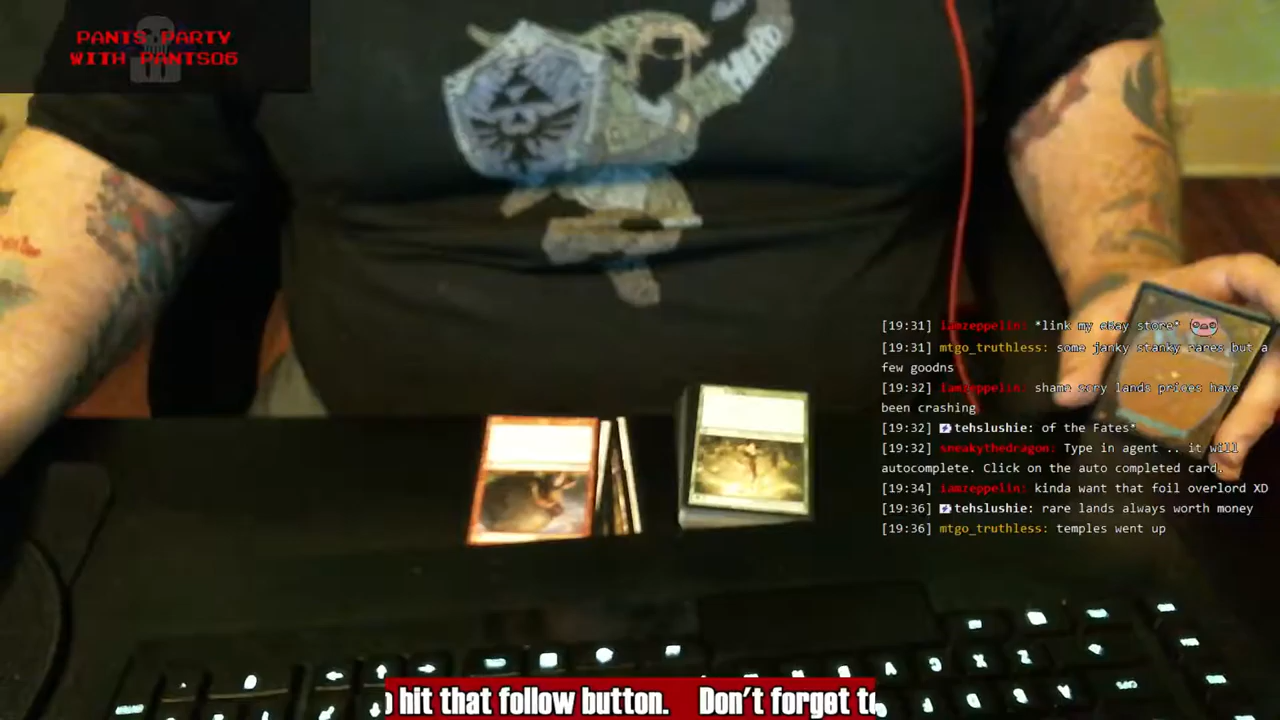 PANTS PARTY
WITH PANTS06
HERO
[19:31] iamzeppelin: *link my eBay store*
[19:31] mtgo_truthless: some janky stanky rares but a
few goodns
[19:32] iamzeppelin: shame cory lands prices have
been crashing
[19:32] tehslushie: of the Fates*
[19:32] sneakythedragon: Type in agent .. it will
autocomplete. Click on the auto completed card.
[19:34] iamzeppelin: kinda want that foil overlord XD
[19:36] tehslushie: rare lands always worth money
[19:36] mtgo_truthless: temples went up
hit that follow button. Don't forget to